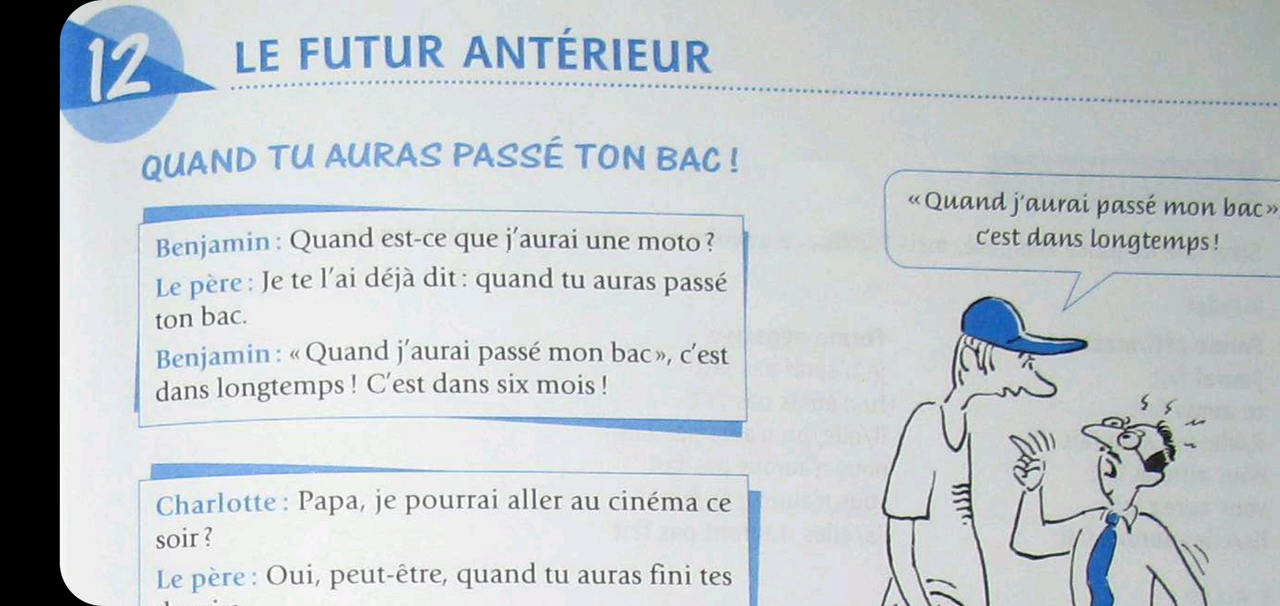 12
LE FUTUR ANTÉRIEUR
QUAND TU AURAS PASSÉ TON BAC !
Benjamin : Quand est-ce que j'aurai une moto ?
Le père : Je te l'ai déjà dit : quand tu auras passé
ton bac.
Benjamin : « Quand j'aurai passé mon bac », c'est
dans longtemps ! C'est dans six mois !
Charlotte : Papa, je pourrai aller au cinéma ce
soir ?
Le père : Oui, peut-être, quand tu auras fini tes
« Quand j'aurai passé mon bac »
c'est dans longtemps !